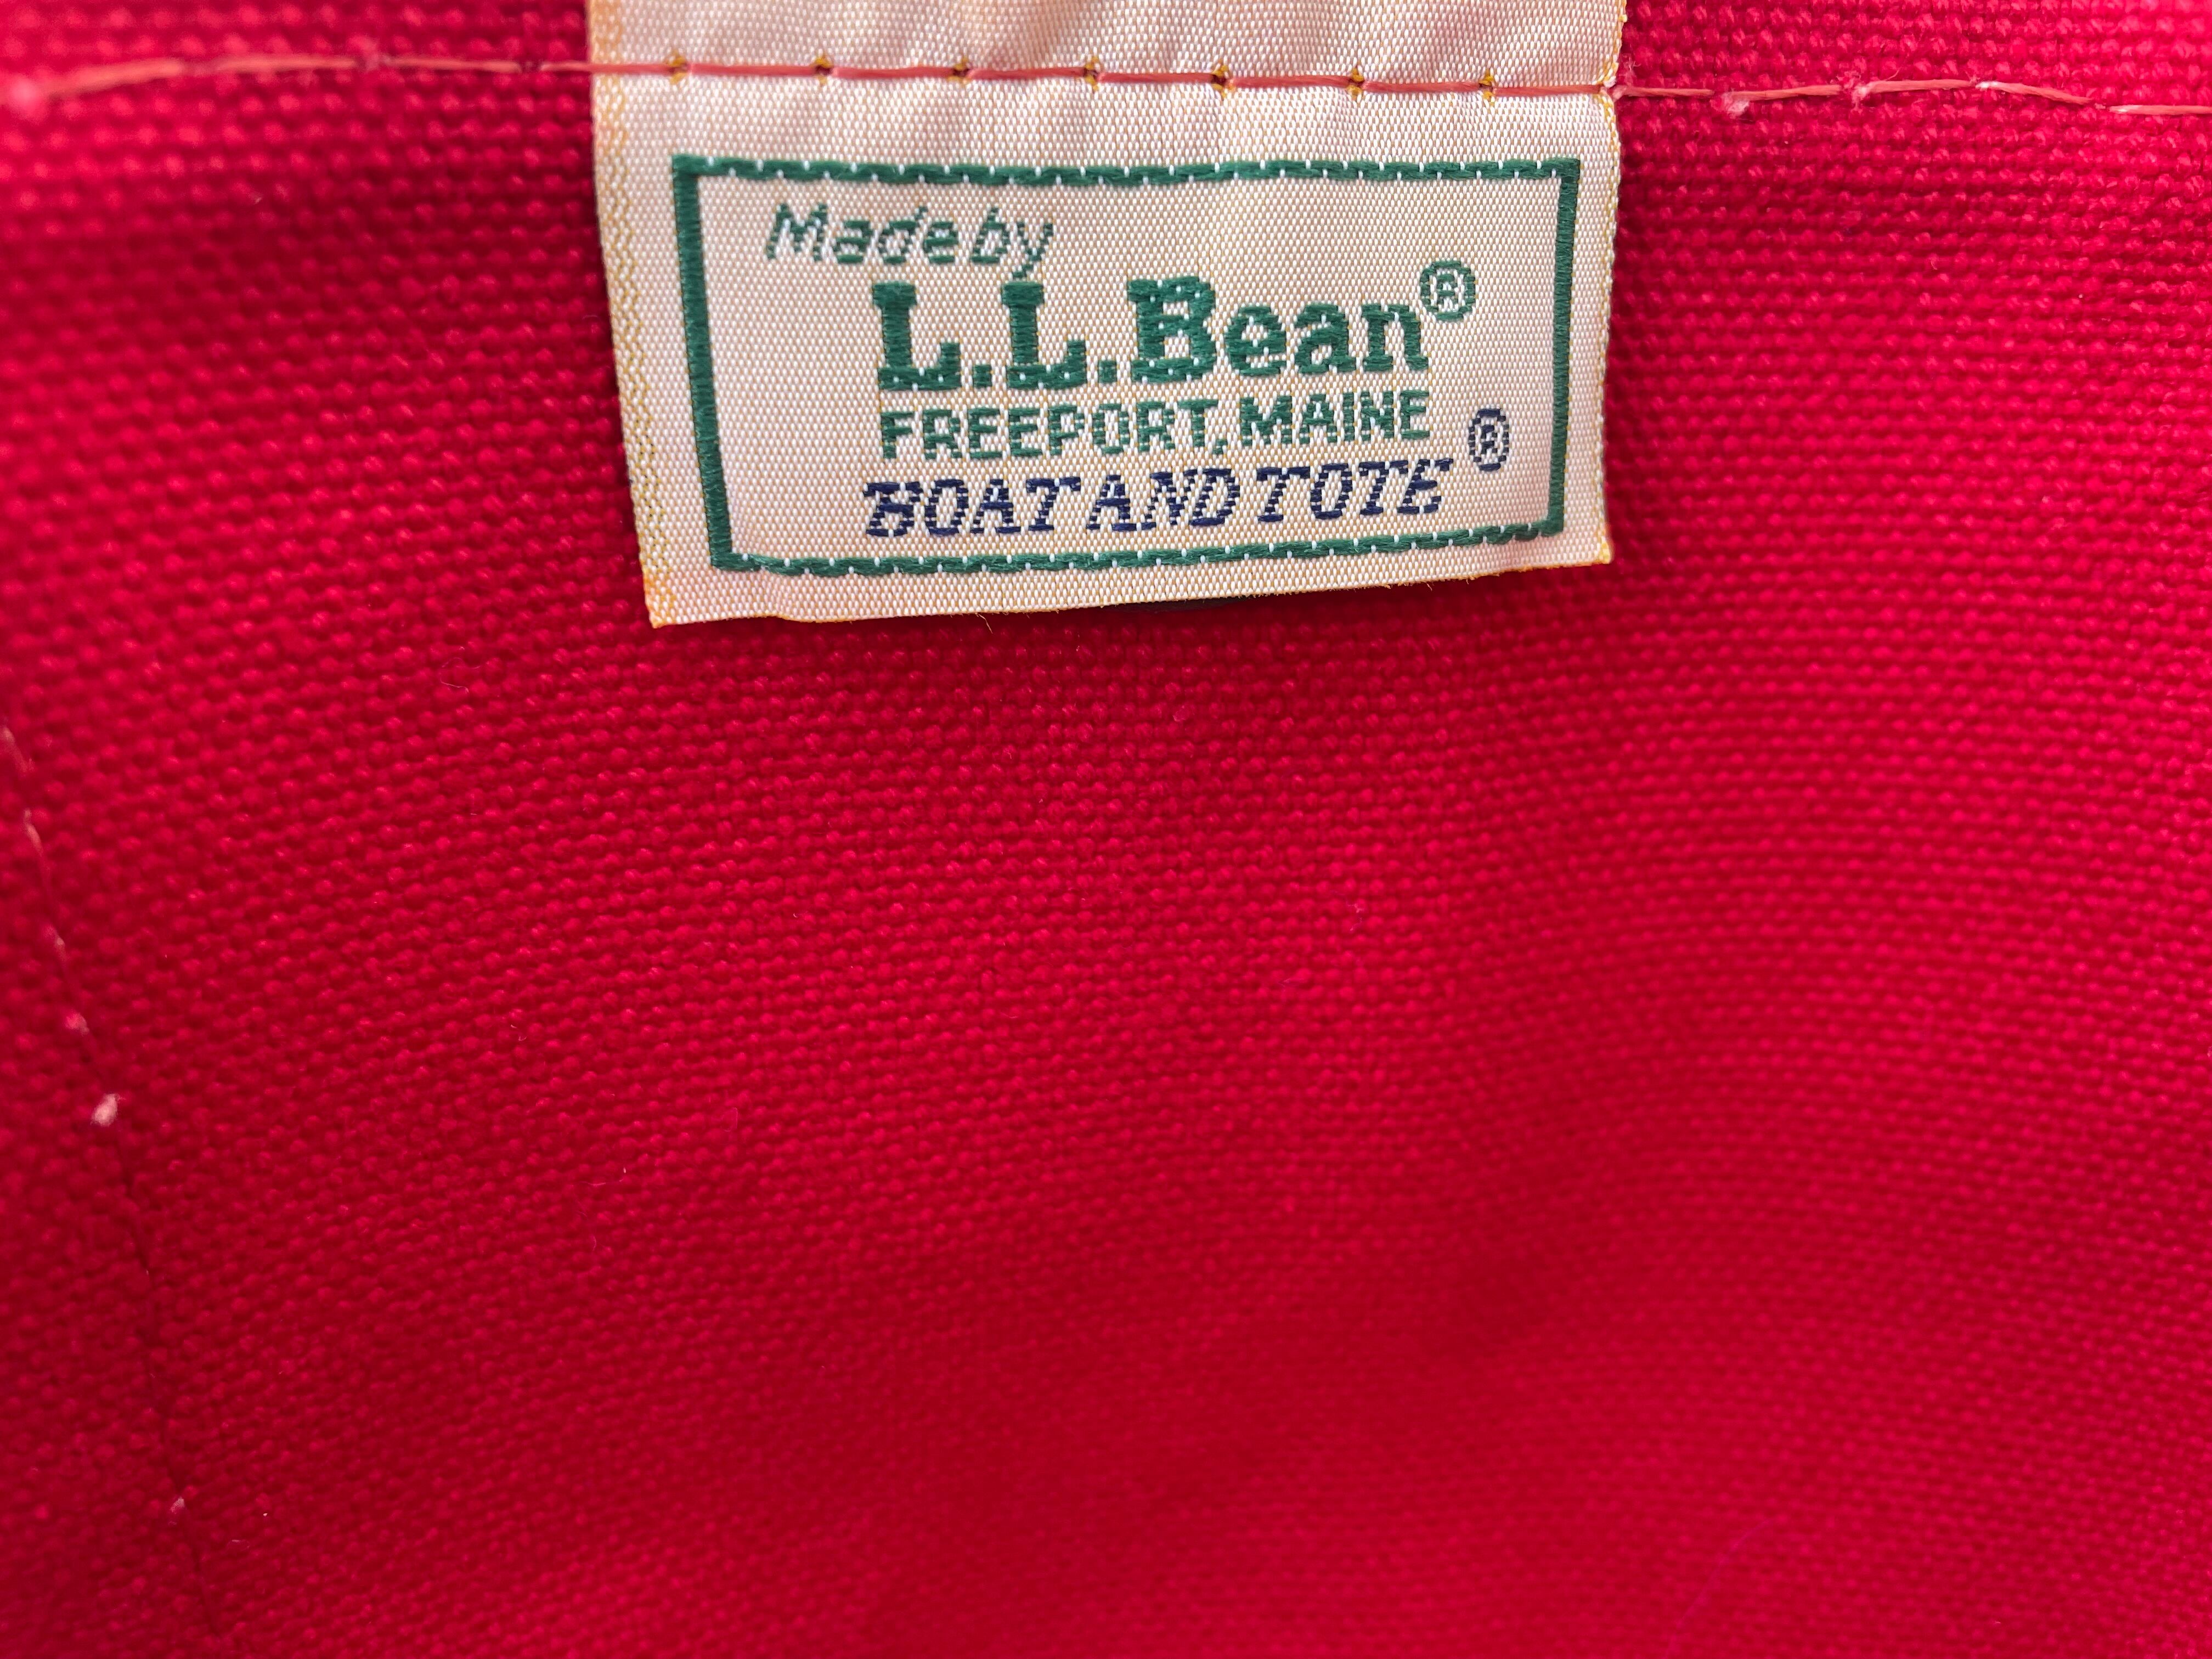 Made by
L.L.Bean®
FREEPORT, MAINE
BOAT AND TOTE®